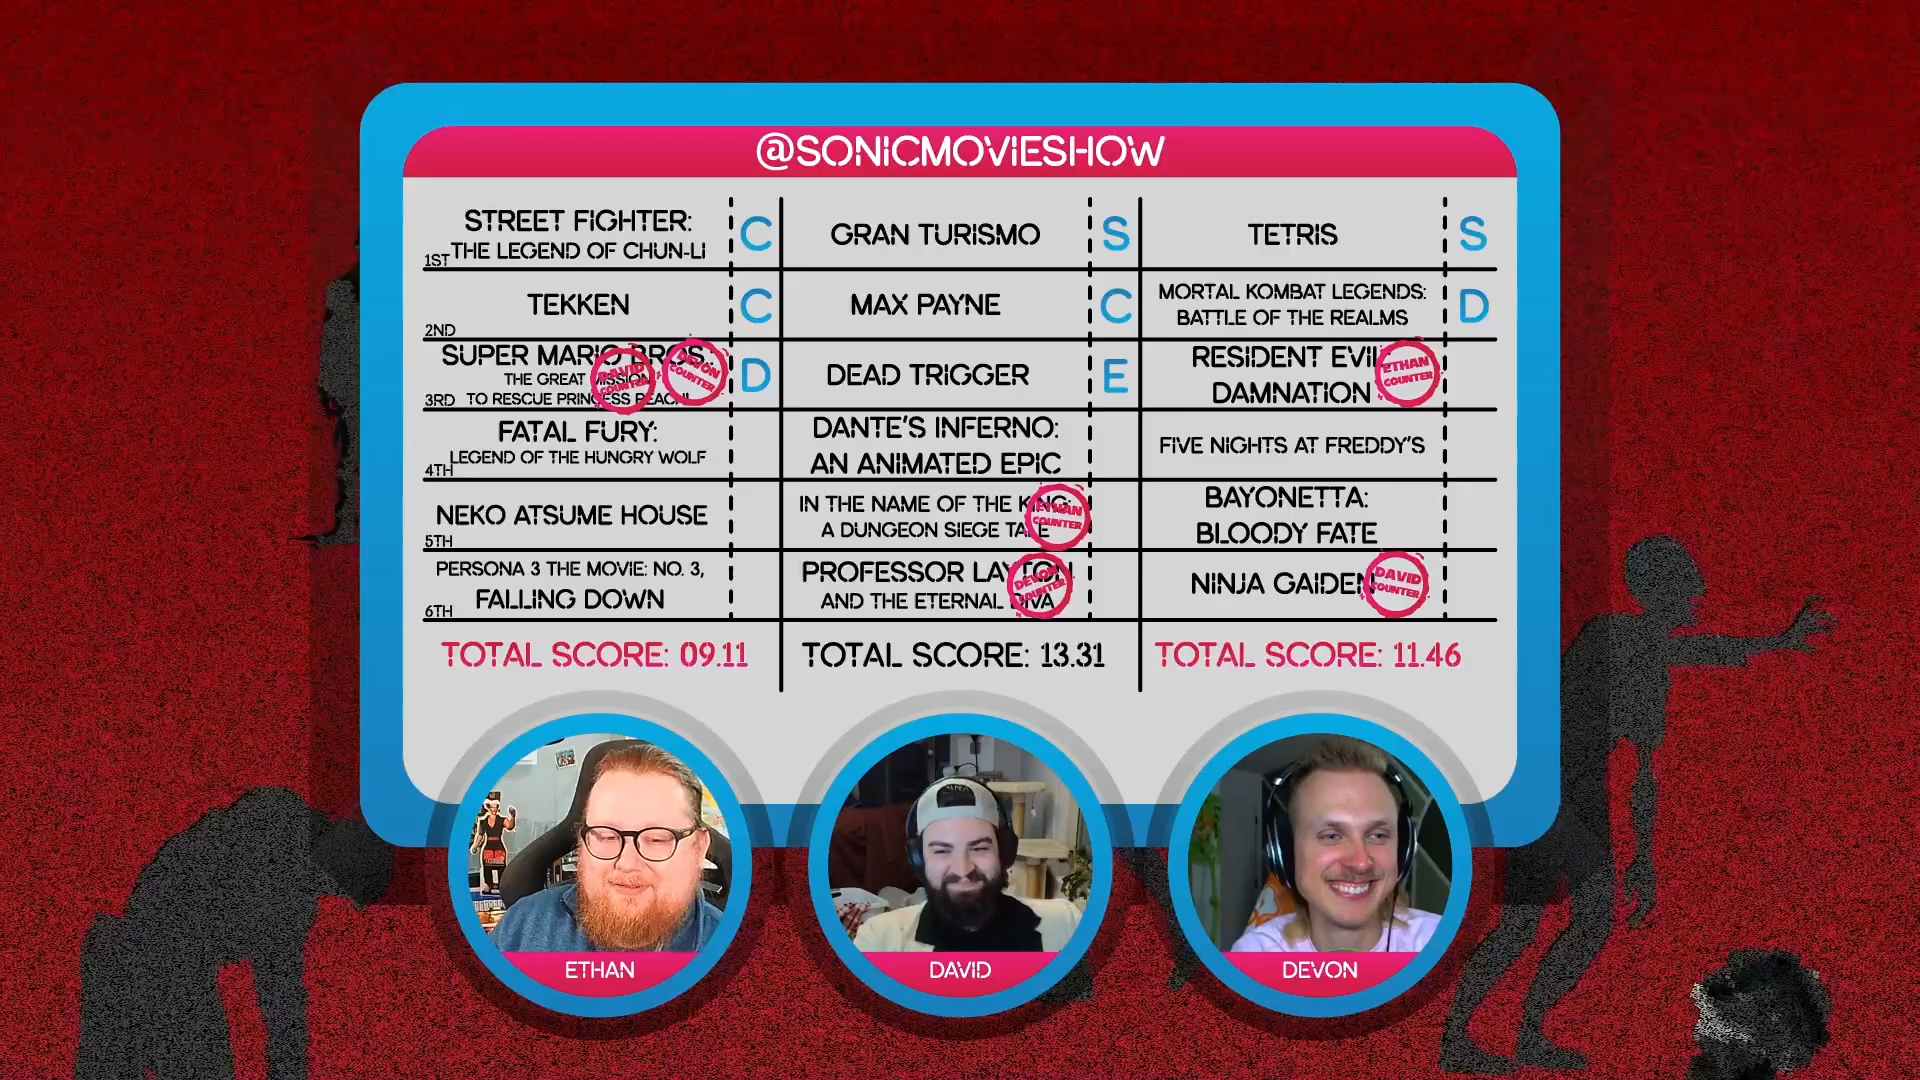 @SONICMOVIESHOW
STREET FIGHTER:
THE LEGEND OF CHUN-LI
1ST
C
GRAN TURISMO
S
TETRIS
S
TEKKEN
2ND
C
MAX PAYNE
C
MORTAL KOMBAT LEGENDS:
BATTLE OF THE REALMS
D
SUPER MARIO BROS.:
THE GREAT MISSION
TO RESCUE PRINCESS PEACH!
3RD
DAVID
COUNTER
DEVON
COUNTER
D
DEAD TRIGGER
E
RESIDENT EVIL
DAMNATION
ETHAN
COUNTER
FATAL FURY:
LEGEND OF THE HUNGRY WOLF
4TH
DANTE'S INFERNO:
AN ANIMATED EPIC
FIVE NIGHTS AT FREDDY'S
NEKO ATSUME HOUSE
5TH
IN THE NAME OF THE KING:
A DUNGEON SIEGE TALE
ETHAN
COUNTER
BAYONETTA:
BLOODY FATE
PERSONA 3 THE MOVIE: NO. 3,
FALLING DOWN
6TH
PROFESSOR LAYTON
AND THE ETERNAL DIVA
DEVON
COUNTER
NINJA GAIDEN
DAVID
COUNTER
TOTAL SCORE: 09.11
TOTAL SCORE: 13.31
TOTAL SCORE: 11.46
ETHAN
DAVID
DEVON